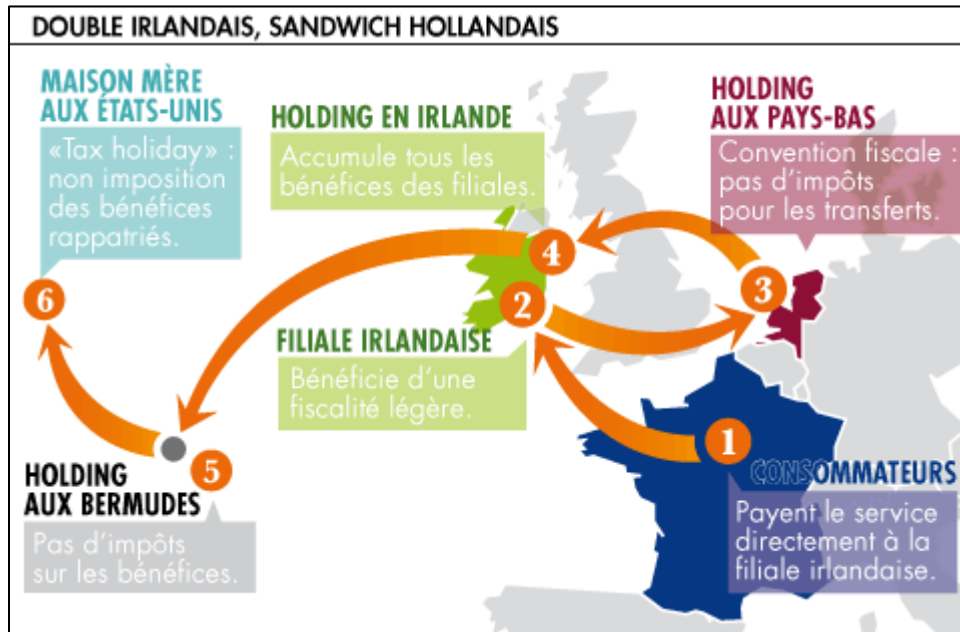 DOUBLE IRLANDAIS, SANDWICH HOLLANDAIS
MAISON MÈRE
AUX ÉTATS-UNIS
«Tax holiday» :
non imposition
des bénéfices
rappatriés.
HOLDING EN IRLANDE
Accumule tous les
bénéfices des filiales.
HOLDING
AUX PAYS-BAS
Convention fiscale :
pas d'impôts
pour les transferts.
4
3
6
2
FILIALE IRLANDAISE
Bénéficie d'une
fiscalité légère.
1
5
HOLDING
AUX BERMUDES
Pas d'impôts
sur les bénéfices.
CONSOMMATEURS
Payent le service
directement à la
filiale irlandaise.